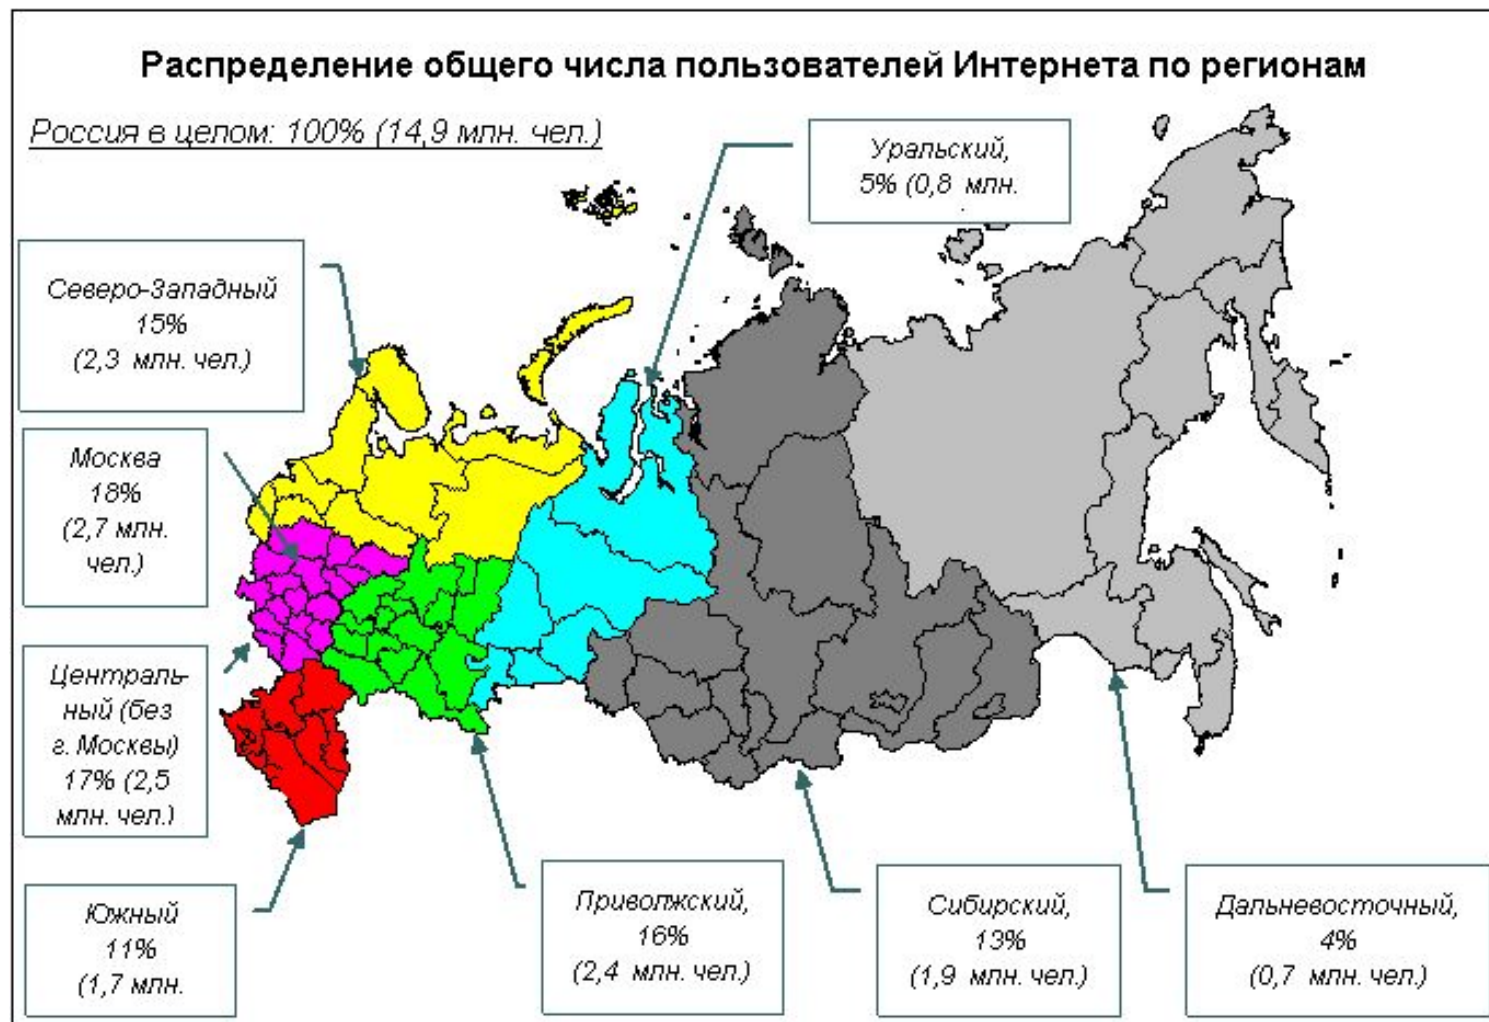 Распределение общего числа пользователей Интернета по регионам
Россия в целом: 100% (14,9 млн. чел.)
Уральский,
5% (0,8 млн.
Северо-Западный
15%
(2,3 млн. чел.)
Москва
18%
(2,7 млн.
чел.)
Централь-
ный (без
г. Москвы)
17% (2,5
млн. чел.)
Южный
11%
(1,7 млн.
Приволжский,
16%
(2,4 млн. чел.)
Сибирский,
13%
(1,9 млн. чел.)
Дальневосточный,
4%
(0,7 млн. чел.)